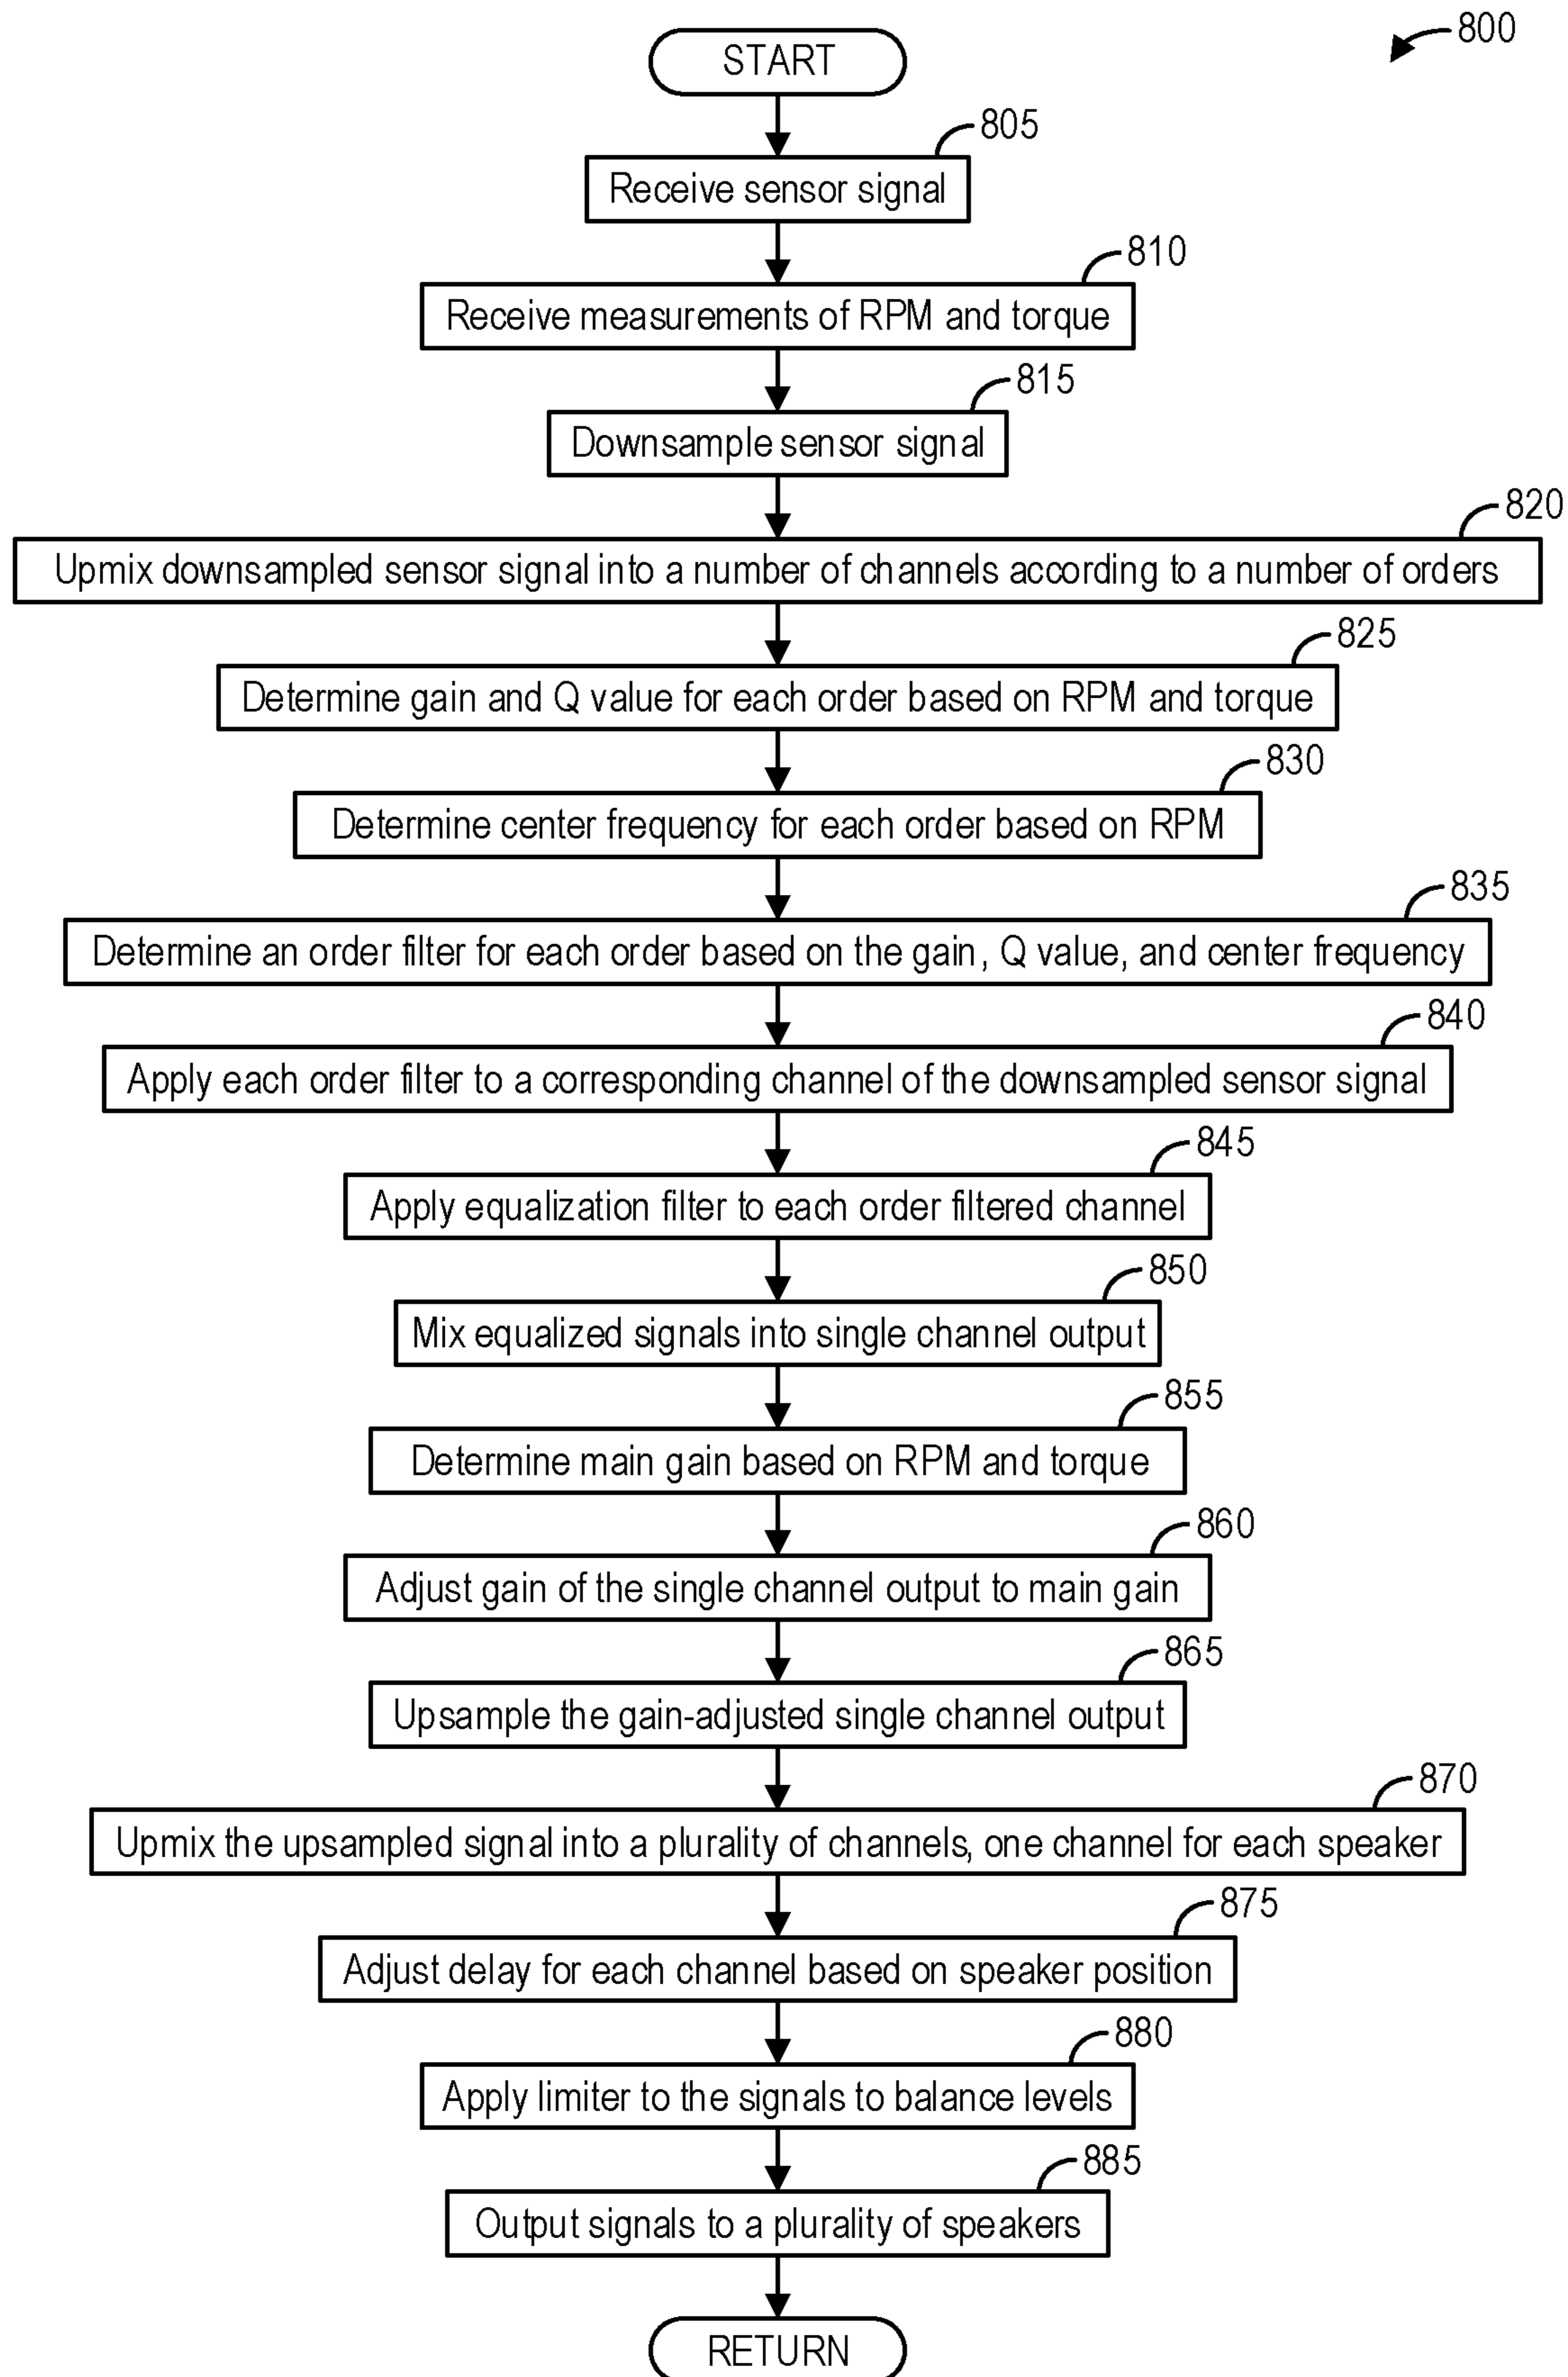 800
START
805
Receive sensor signal
810
Receive measurements of RPM and torque
815
Downsample sensor signal
820
Upmix downsampled sensor signal into a number of channels according to a number of orders
825
Determine gain and Q value for each order based on RPM and torque
830
Determine center frequency for each order based on RPM
835
Determine an order filter for each order based on the gain, Q value, and center frequency
840
Apply each order filter to a corresponding channel of the downsampled sensor signal
845
Apply equalization filter to each order filtered channel
850
Mix equalized signals into single channel output
855
Determine main gain based on RPM and torque
860
Adjust gain of the single channel output to main gain
865
Upsample the gain-adjusted single channel output
870
Upmix the upsampled signal into a plurality of channels, one channel for each speaker
875
Adjust delay for each channel based on speaker position
880
Apply limiter to the signals to balance levels
885
Output signals to a plurality of speakers
RETURN